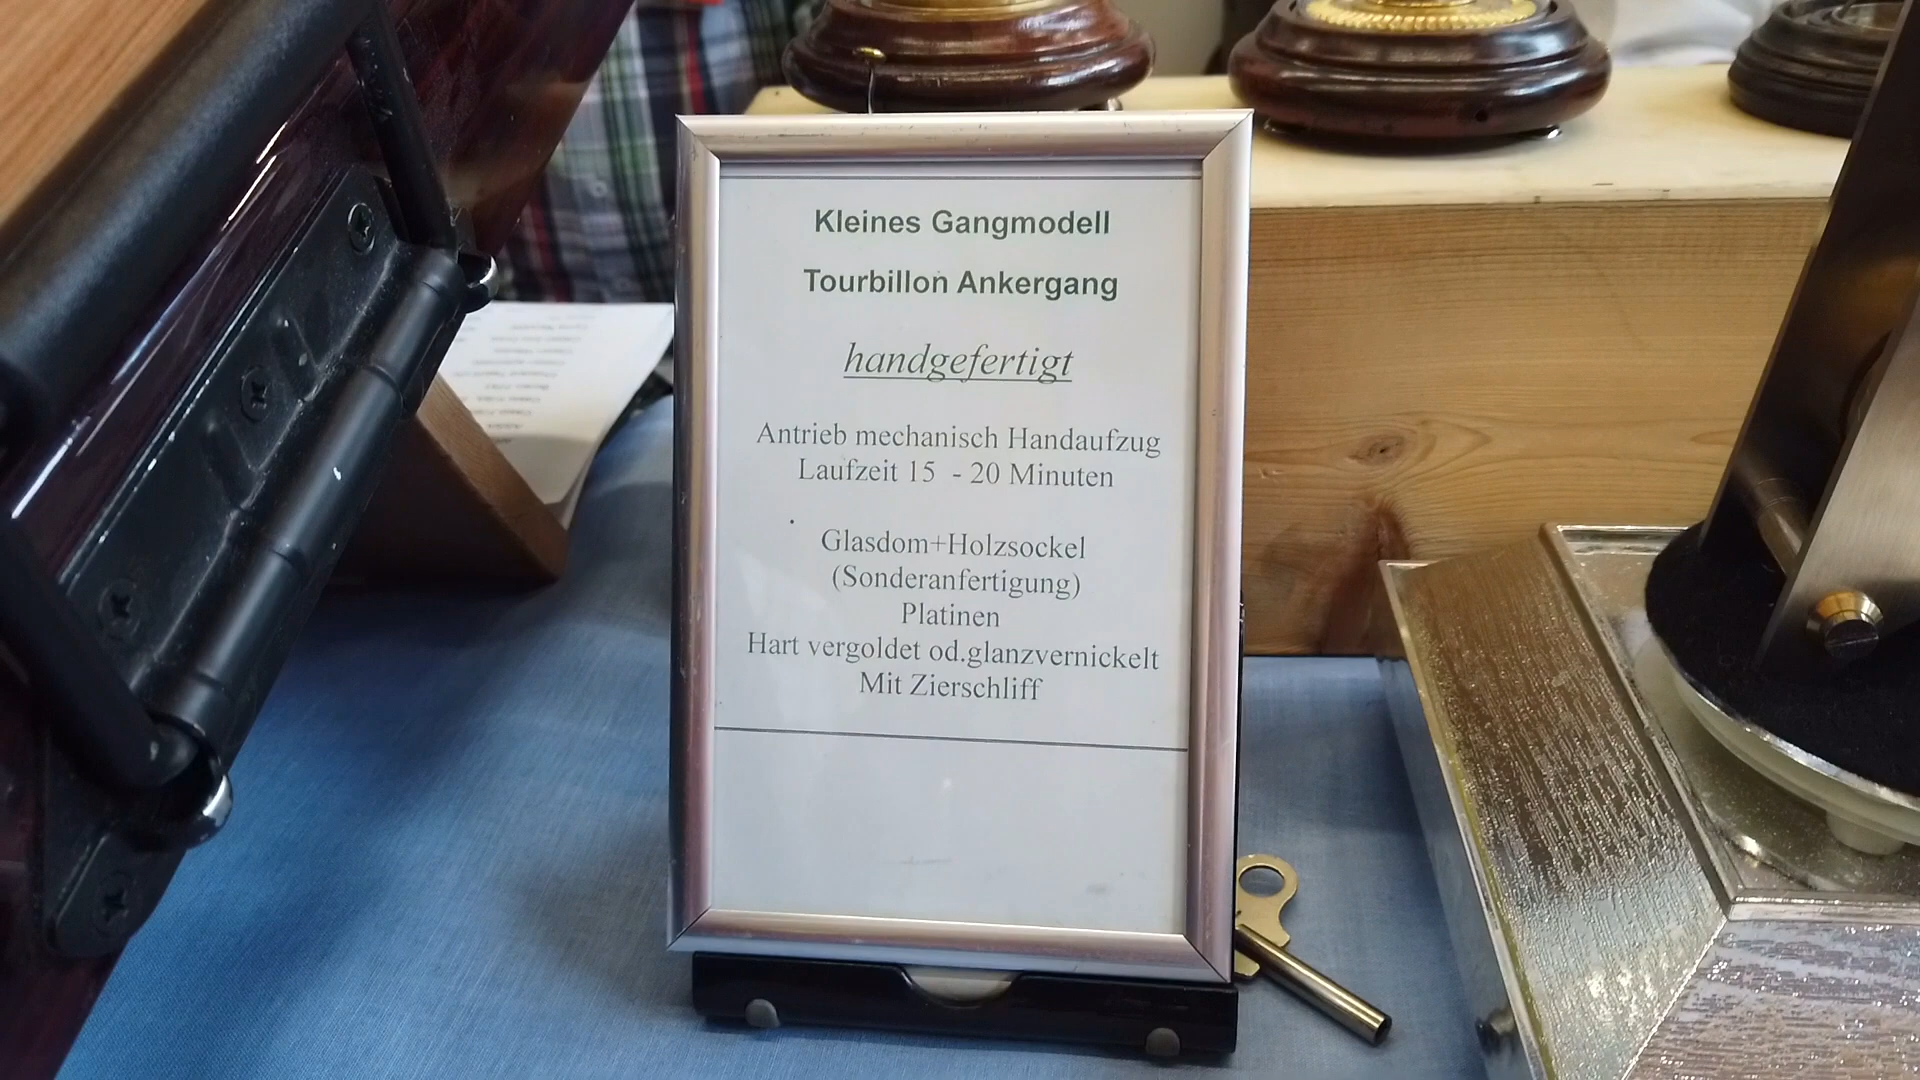 Kleines Gangmodell
Tourbillon Ankergang
handgefertigt
Antrieb mechanisch Handaufzug
Laufzeit 15 - 20 Minuten
Glasdom+Holzsockel
(Sonderanfertigung)
Platinen
Hart vergoldet od.glanzvernickelt
Mit Zierschliff